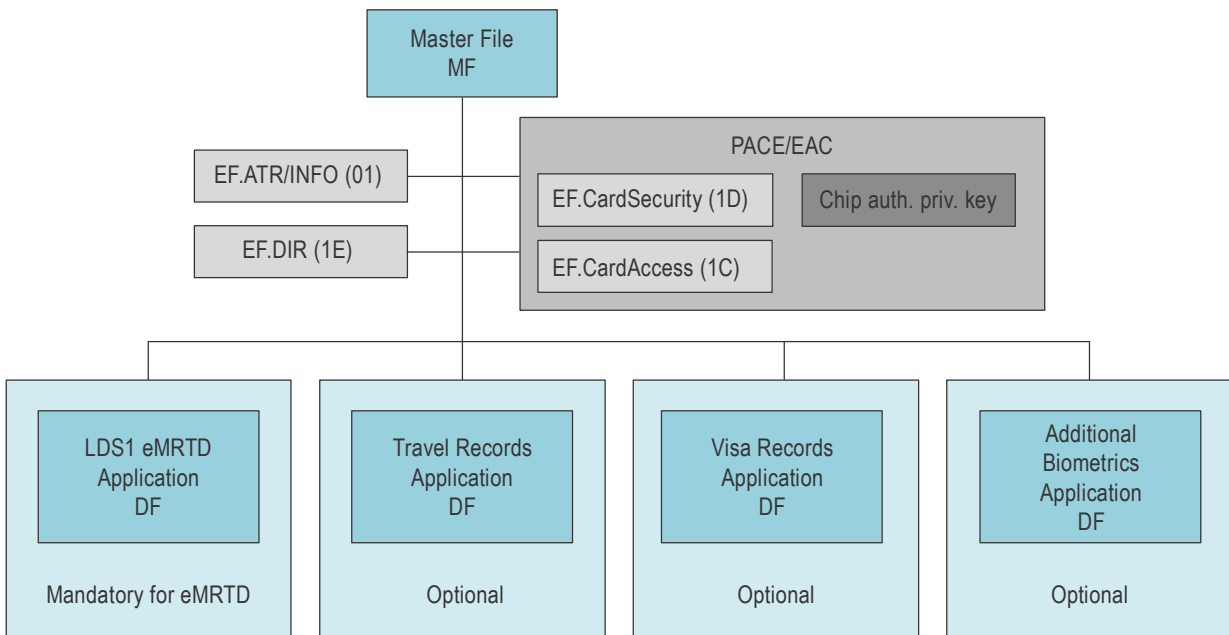 Master File
MF
PACE/EAC
EF.ATR/INFO (01)
EF.CardSecurity (1D)
Chip auth. priv. key
EF.DIR (1E)
EF.CardAccess (1C)
LDS1 eMRTD
Application
DF
Mandatory for eMRTD
Travel Records
Application
DF
Optional
Visa Records
Application
DF
Optional
Additional
Biometrics
Application
DF
Optional